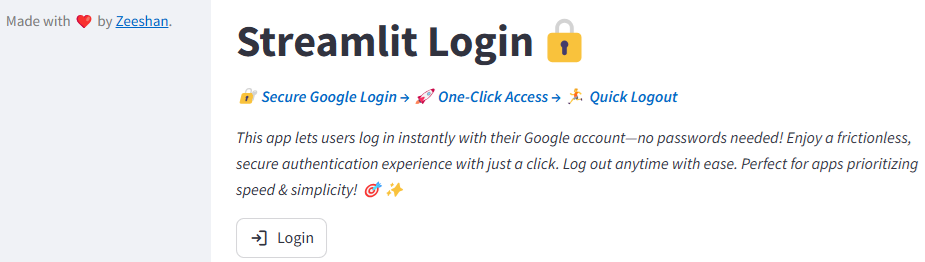 Made with ❤️ by Zeeshan.
Streamlit Login 🔒
🔐 Secure Google Login → 🚀 One-Click Access → 🏃 Quick Logout
This app lets users log in instantly with their Google account—no passwords needed! Enjoy a frictionless,
secure authentication experience with just a click. Log out anytime with ease. Perfect for apps prioritizing
speed & simplicity! 🎯 ✨
Login